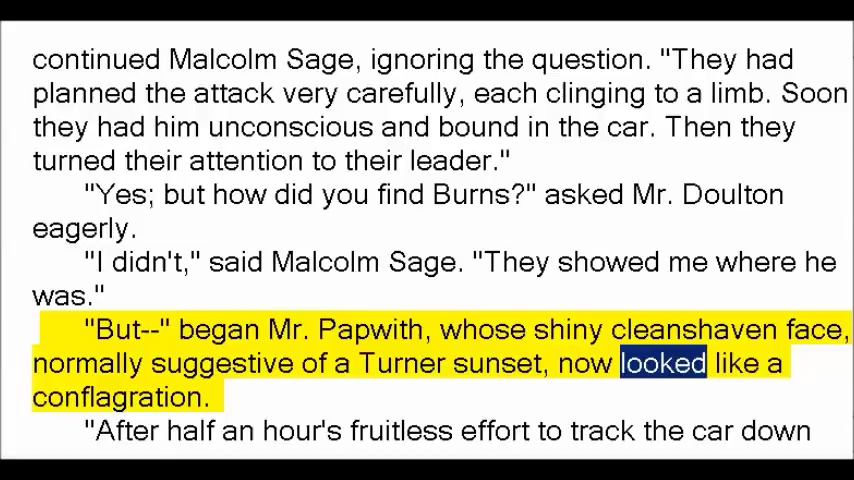 continued Malcolm Sage, ignoring the question. "They had
planned the attack very carefully, each clinging to a limb. Soon
they had him unconscious and bound in the car. Then they
turned their attention to their leader."
"Yes; but how did you find Burns?" asked Mr. Doulton
eagerly.
"I didn't," said Malcolm Sage. "They showed me where he
was."
"But--" began Mr. Papwith, whose shiny cleanshaven face,
normally suggestive of a Turner sunset, now looked like a
conflagration.
"After half an hour's fruitless effort to track the car down